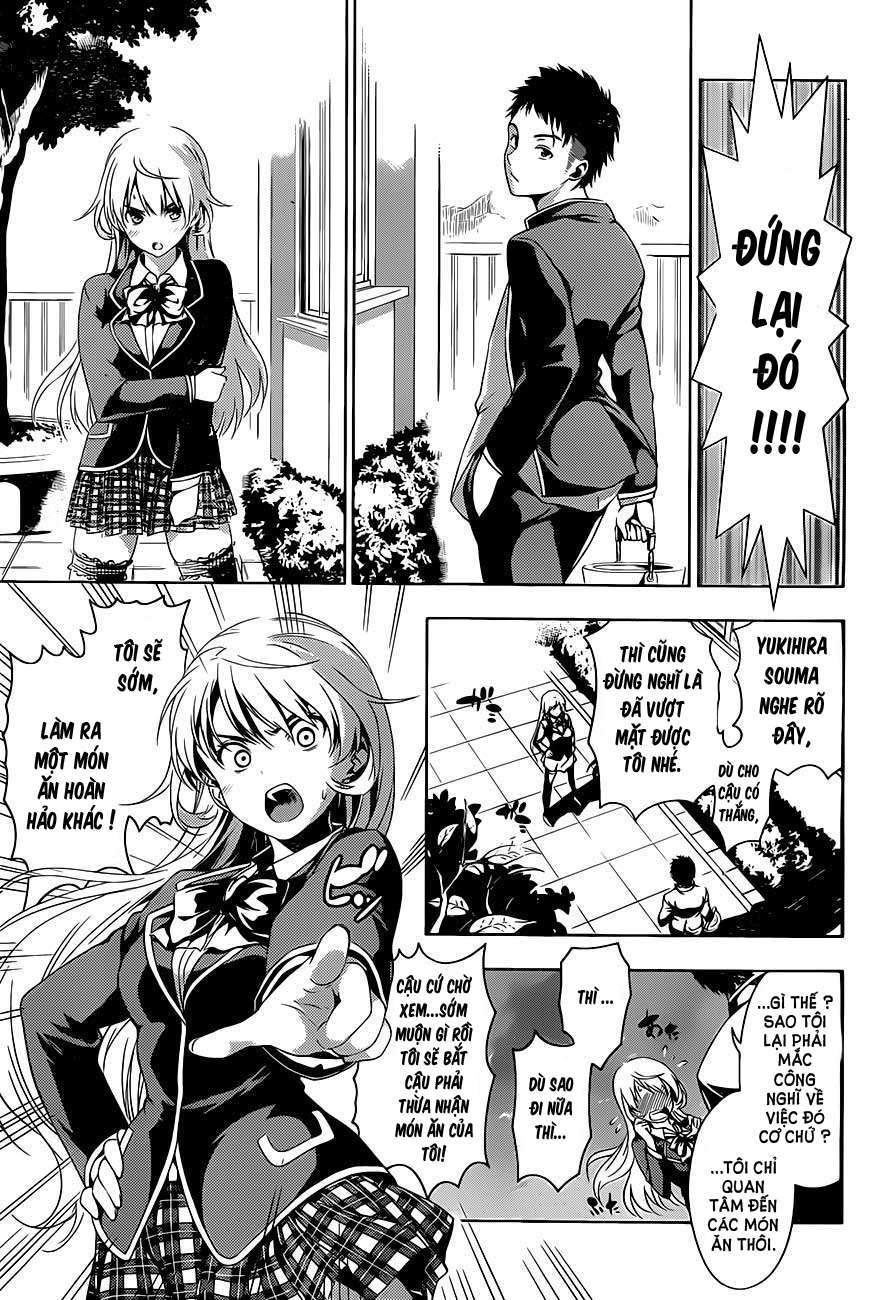 ĐỨNG
LẠI
ĐÓ
!!!!
YUKIHIRA
SOUMA
NGHE RÕ
ĐÂY,
DÙ CHO
CẬU CÓ
THẮNG,
THÌ CŨNG
ĐỪNG NGHĨ LÀ
ĐÃ VƯỢT
MẶT ĐƯỢC
TÔI NHÉ.
TÔI SẼ
SỚM,
LÀM RA
MỘT MÓN
ĂN HOÀN
HẢO KHÁC !
...GÌ THẾ ?
SAO TÔI
LẠI PHẢI
MẮC
CÔNG
NGHĨ VỀ
VIỆC ĐÓ
CƠ CHỨ ?
...TÔI CHỈ
QUAN
TÂM ĐẾN
CÁC MÓN
ĂN THÔI.
THÌ ...
DÙ SAO
ĐI NỮA
THÌ...
CẬU CỨ CHỜ
XEM...SỚM
MUỘN GÌ RỒI
TÔI SẼ BẮT
CẬU PHẢI
THỪA NHẬN
MÓN ĂN CỦA
TÔI!